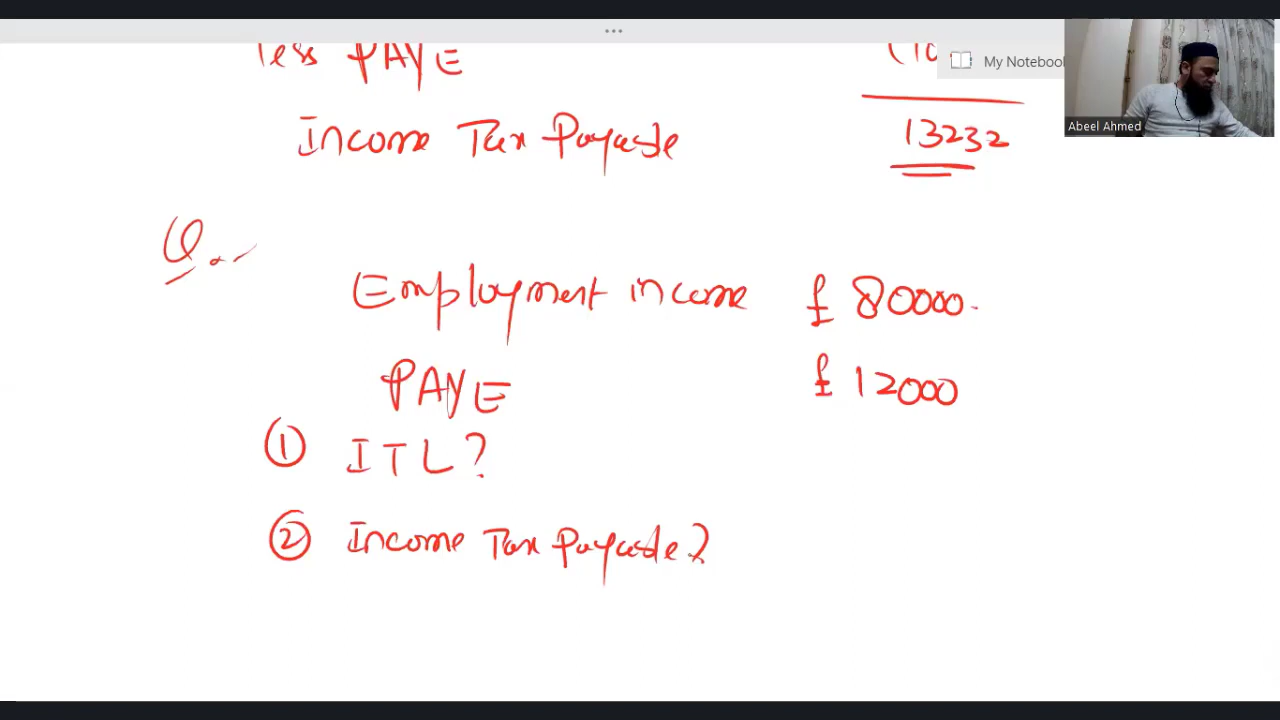 less PAYE
My Notebook
Abeel Ahmed
Income Tax Payable 13232
Q.
Employment income £ 80000
PAYE £ 12000
① ITL?
② Income Tax Payable?